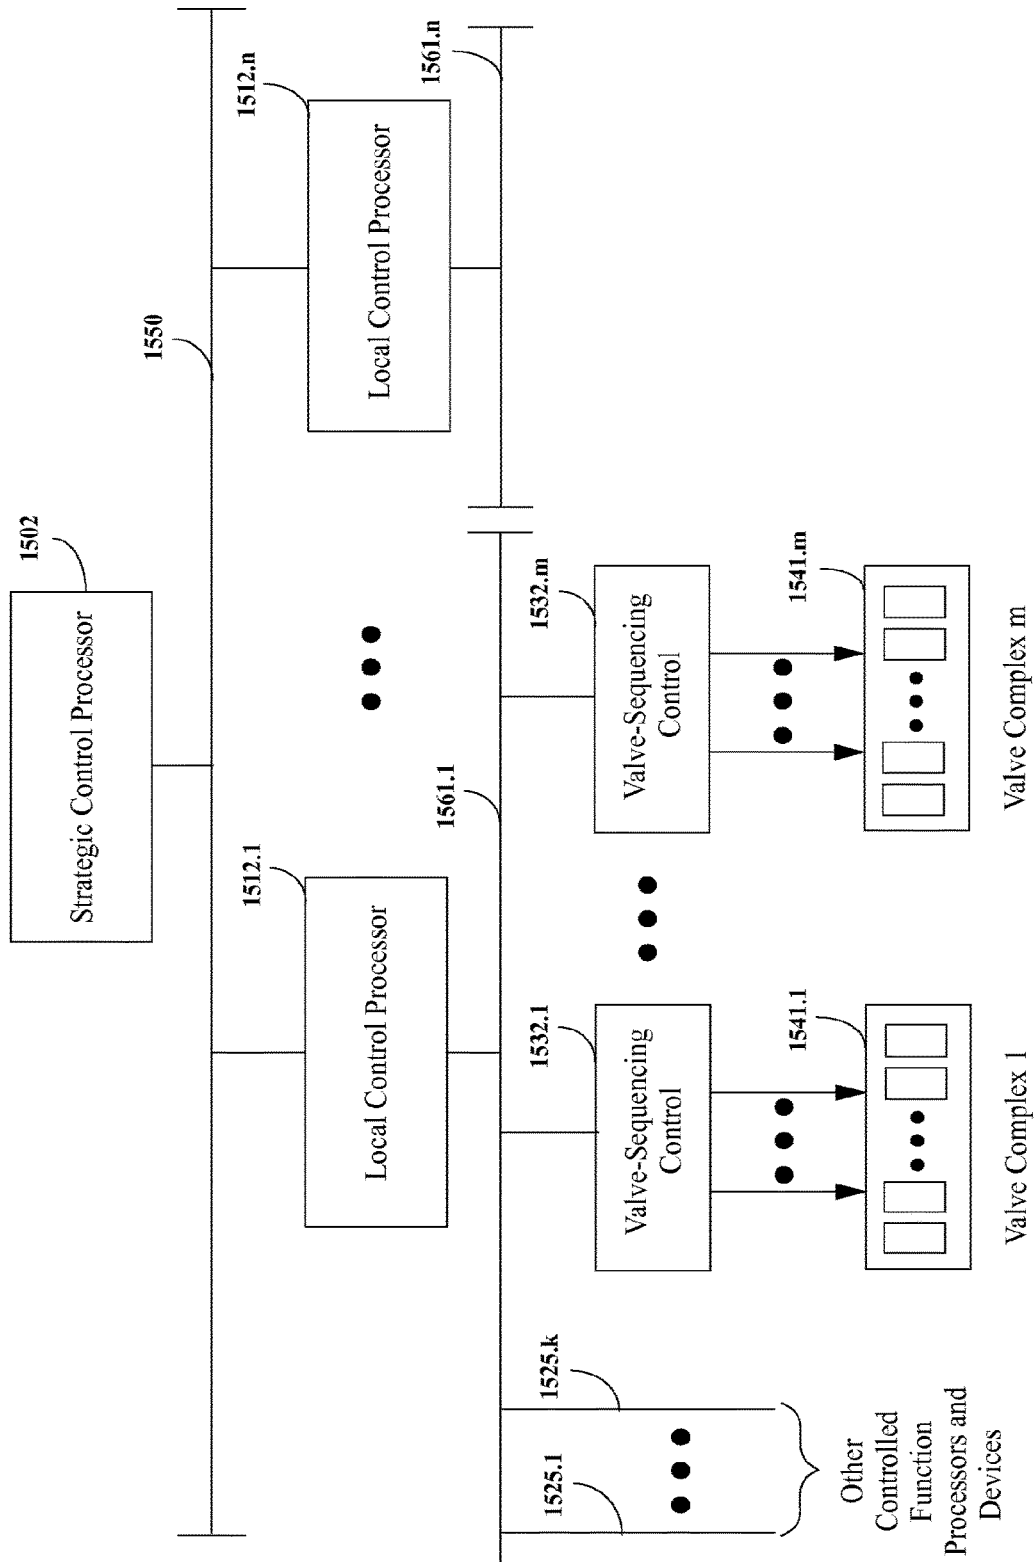 1502
Strategic Control Processor
1550
1512.1
Local Control Processor
1512.n
Local Control Processor
1561.1
1561.n
1525.1
1525.k
Other
Controlled
Function
Processors and
Devices
1532.1
Valve-Sequencing
Control
1541.1
Valve Complex 1
1532.m
Valve-Sequencing
Control
1541.m
Valve Complex m